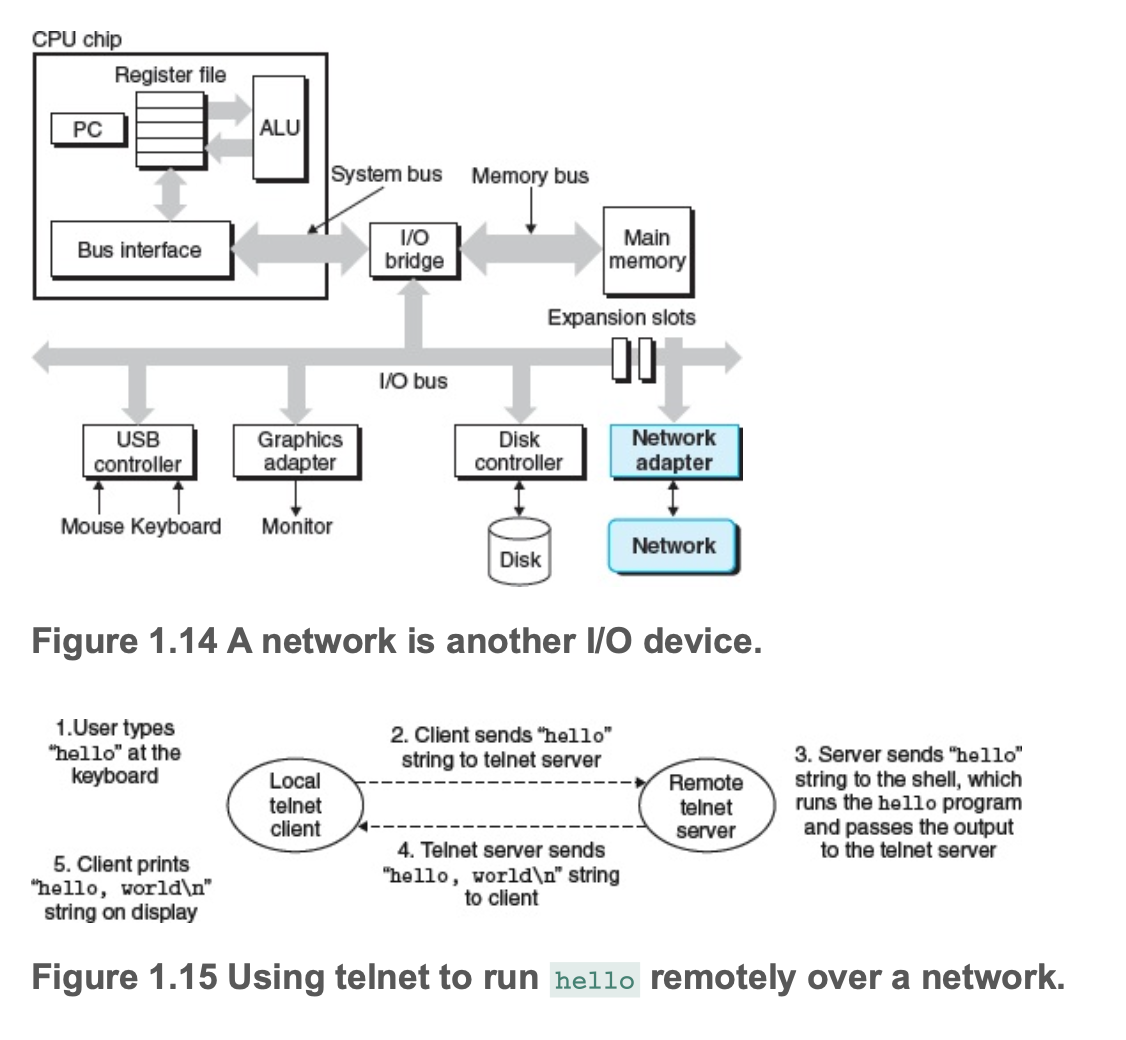 CPU chip
Register file
PC
ALU
System bus
Memory bus
Bus interface
I/O
bridge
Main
memory
Expansion slots
I/O bus
USB
controller
Graphics
adapter
Disk
controller
Network
adapter
Mouse Keyboard
Monitor
Disk
Network
Figure 1.14 A network is another I/O device.
1.User types
“hello” at the
keyboard
2. Client sends “hello”
string to telnet server
Local
telnet
client
Remote
telnet
server
3. Server sends “hello”
string to the shell, which
runs the hello program
and passes the output
to the telnet server
4. Telnet server sends
“hello, world\n” string
to client
5. Client prints
“hello, world\n”
string on display
Figure 1.15 Using telnet to run hello remotely over a network.